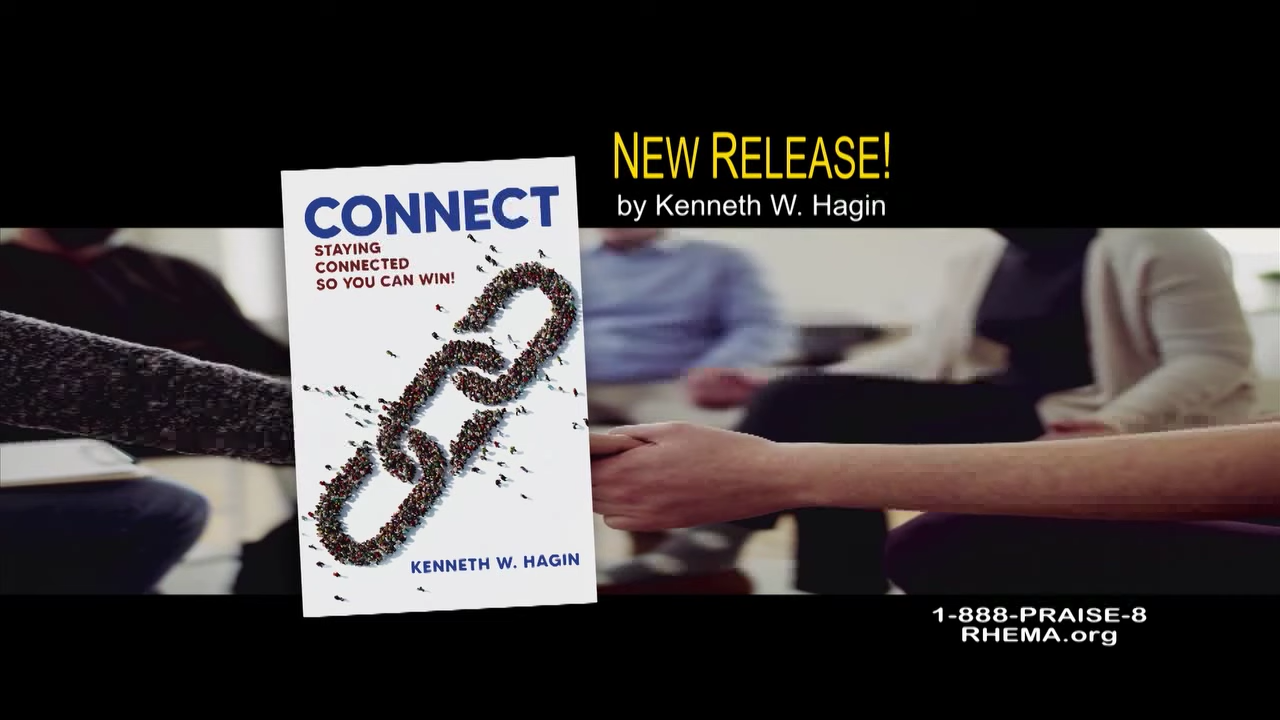 NEW RELEASE!
by Kenneth W. Hagin
CONNECT
STAYING
CONNECTED
SO YOU CAN WIN!
KENNETH W. HAGIN
1-888-PRAISE-8
RHEMA.org